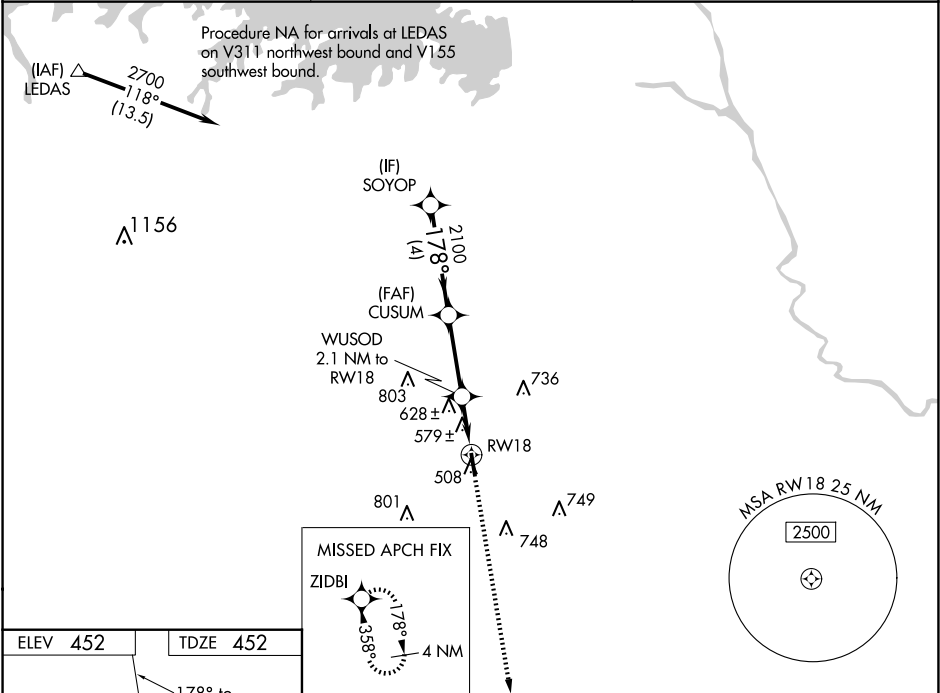 Procedure NA for arrivals at LEDAS
on V311 northwest bound and V155
southwest bound.
(IAF)
LEDAS
2700
118°
(13.5)
(IF)
SOYOP
1156
2100
178°
(4)
(FAF)
CUSUM
WUSOD
2.1 NM to
RW18
803
736
628 ±
579 ±
RW18
508
801
749
748
MSA RW18 25 NM
2500
MISSED APCH FIX
ZIDBI
178°
358°
4 NM
ELEV 452
TDZE 452
178° to